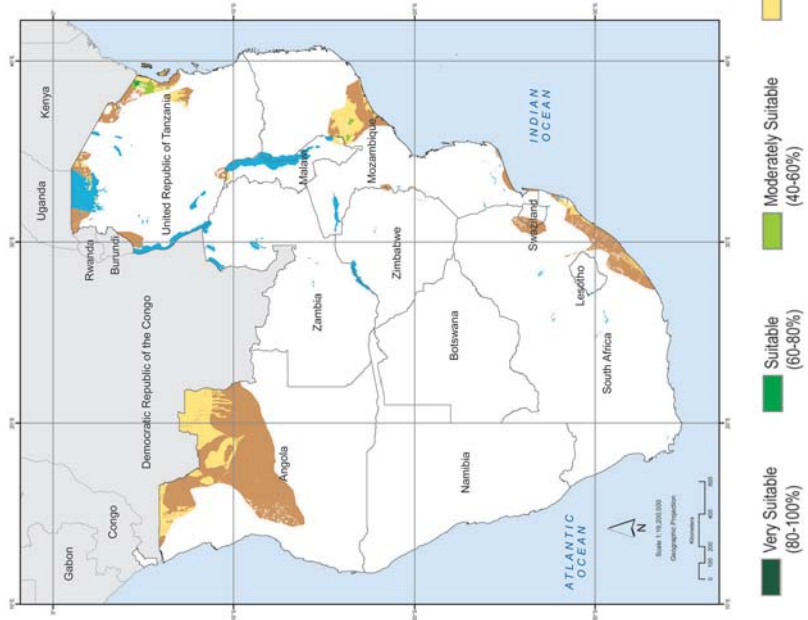 Uganda
Kenya
Rwanda
Burundi
United Republic of Tanzania
Democratic Republic of the Congo
Gabon
Congo
Angola
Zambia
Malawi
Mozambique
Zimbabwe
Botswana
Namibia
Swaziland
Lesotho
South Africa
INDIAN
OCEAN
ATLANTIC
OCEAN
N
Geographic Projection
Kilometers
Very Suitable
(80-100%)
Suitable
(60-80%)
Moderately Suitable
(40-60%)